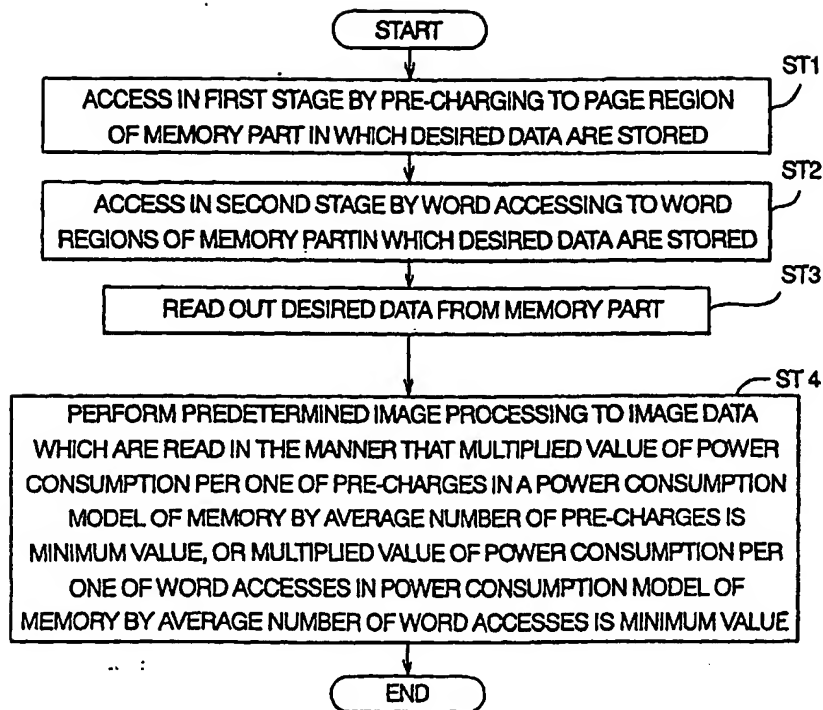 START
ST1
ACCESS IN FIRST STAGE BY PRE-CHARGING TO PAGE REGION
OF MEMORY PART IN WHICH DESIRED DATA ARE STORED
ST2
ACCESS IN SECOND STAGE BY WORD ACCESSING TO WORD
REGIONS OF MEMORY PARTIN WHICH DESIRED DATA ARE STORED
ST3
READ OUT DESIRED DATA FROM MEMORY PART
ST 4
PERFORM PREDETERMINED IMAGE PROCESSING TO IMAGE DATA
WHICH ARE READ IN THE MANNER THAT MULTIPLIED VALUE OF POWER
CONSUMPTION PER ONE OF PRE-CHARGES IN A POWER CONSUMPTION
MODEL OF MEMORY BY AVERAGE NUMBER OF PRE-CHARGES IS
MINIMUM VALUE, OR MULTIPLIED VALUE OF POWER CONSUMPTION PER
ONE OF WORD ACCESSES IN POWER CONSUMPTION MODEL OF
MEMORY BY AVERAGE NUMBER OF WORD ACCESSES IS MINIMUM VALUE
END